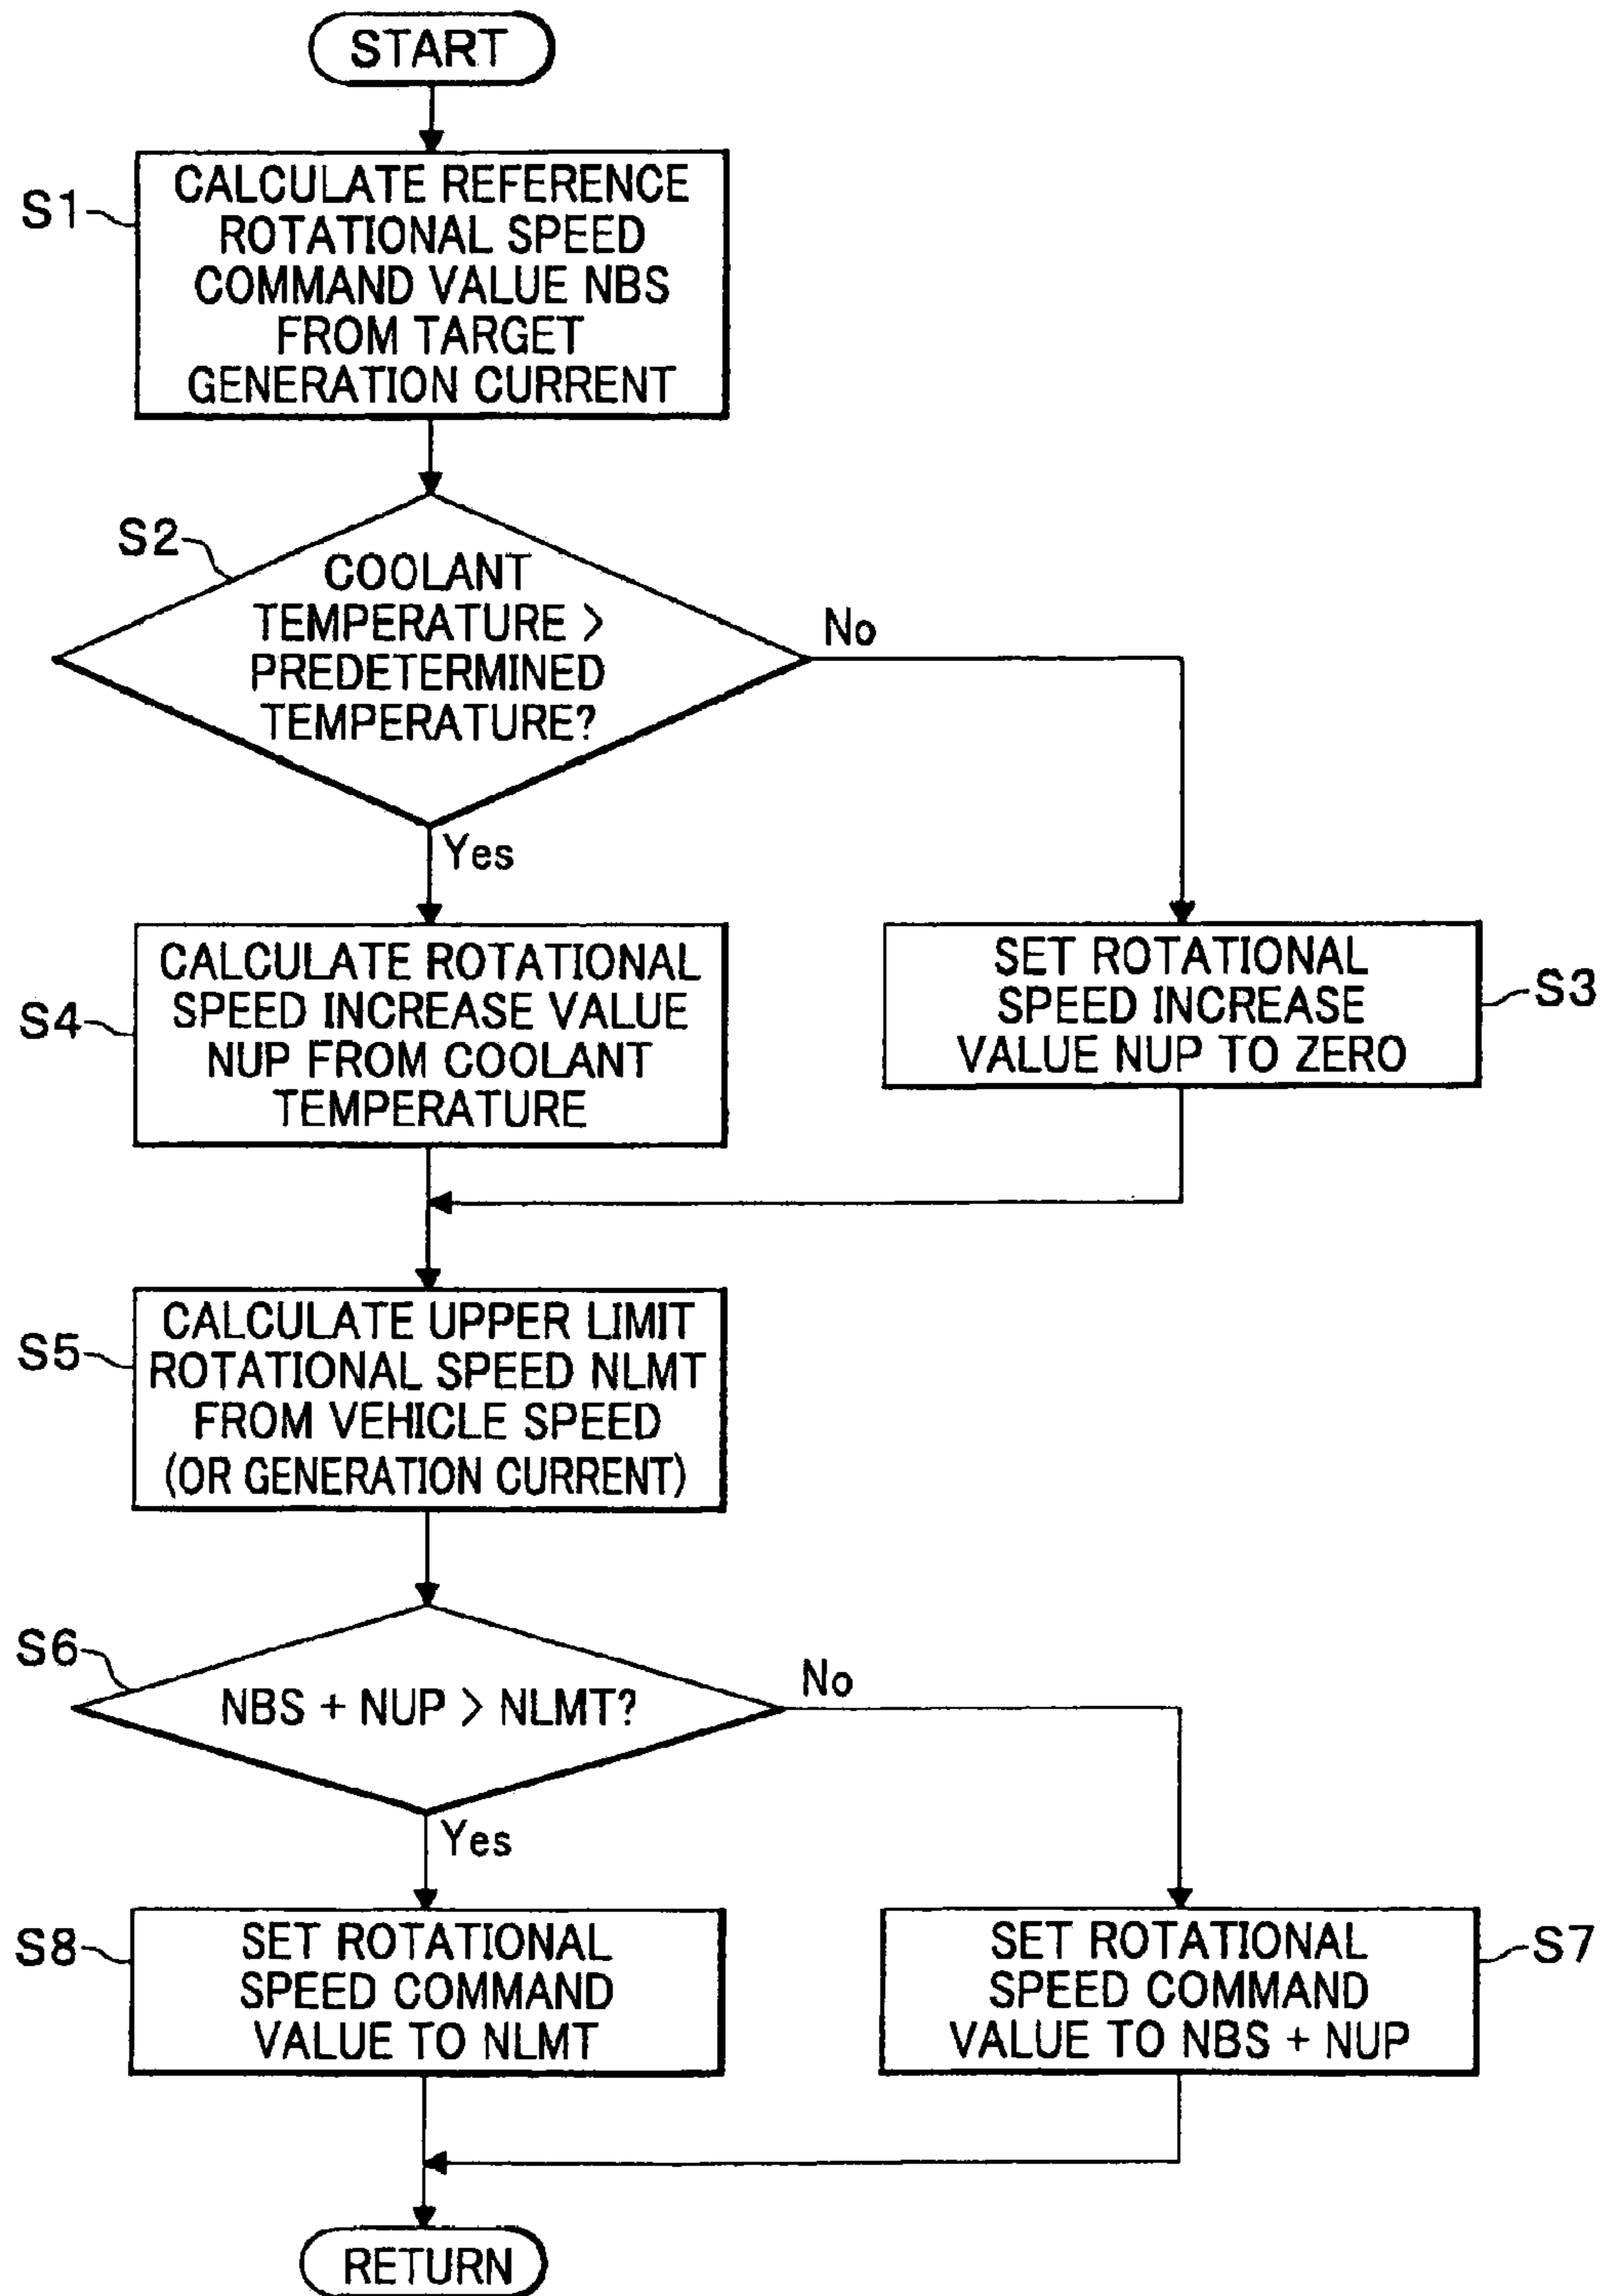 START
S1
CALCULATE REFERENCE
ROTATIONAL SPEED
COMMAND VALUE NBS
FROM TARGET
GENERATION CURRENT
S2
COOLANT
TEMPERATURE >
PREDETERMINED
TEMPERATURE?
No
Yes
S4
CALCULATE ROTATIONAL
SPEED INCREASE VALUE
NUP FROM COOLANT
TEMPERATURE
SET ROTATIONAL
SPEED INCREASE
VALUE NUP TO ZERO
S3
S5
CALCULATE UPPER LIMIT
ROTATIONAL SPEED NLMT
FROM VEHICLE SPEED
(OR GENERATION CURRENT)
S6
NBS + NUP > NLMT?
No
Yes
S8
SET ROTATIONAL
SPEED COMMAND
VALUE TO NLMT
SET ROTATIONAL
SPEED COMMAND
VALUE TO NBS + NUP
S7
RETURN